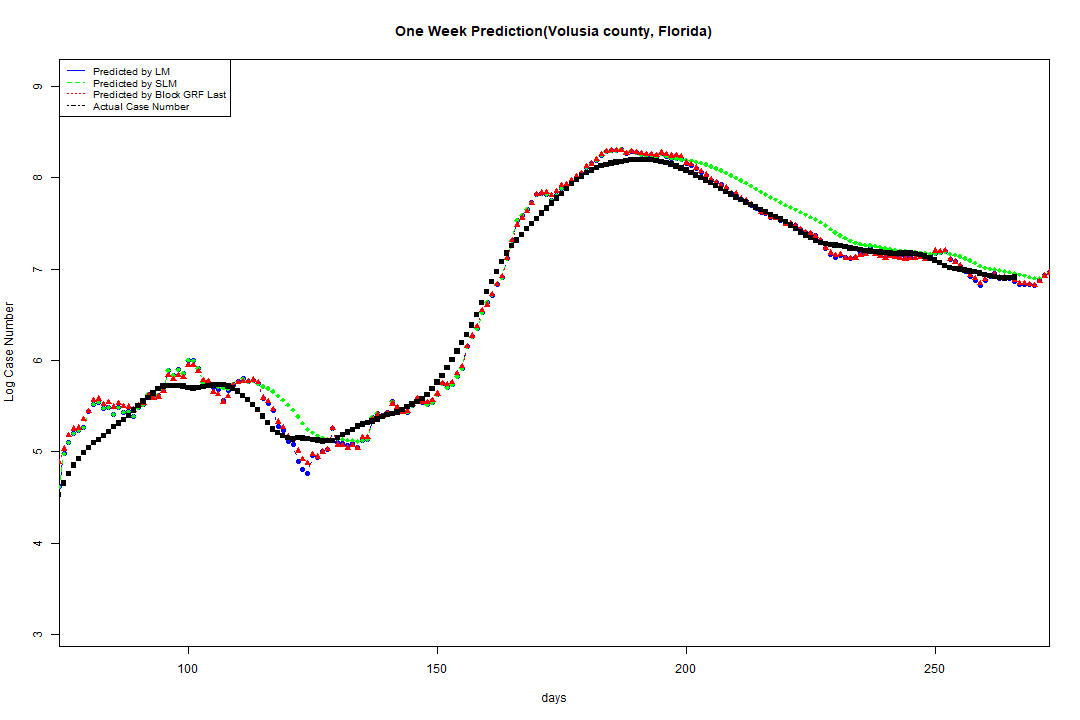 One Week Prediction(Volusia county, Florida)
Predicted by LM
Predicted by SLM
Predicted by Block GRF Last
Actual Case Number
9
8
7
6
5
4
3
Log Case Number
100 150 200 250
days